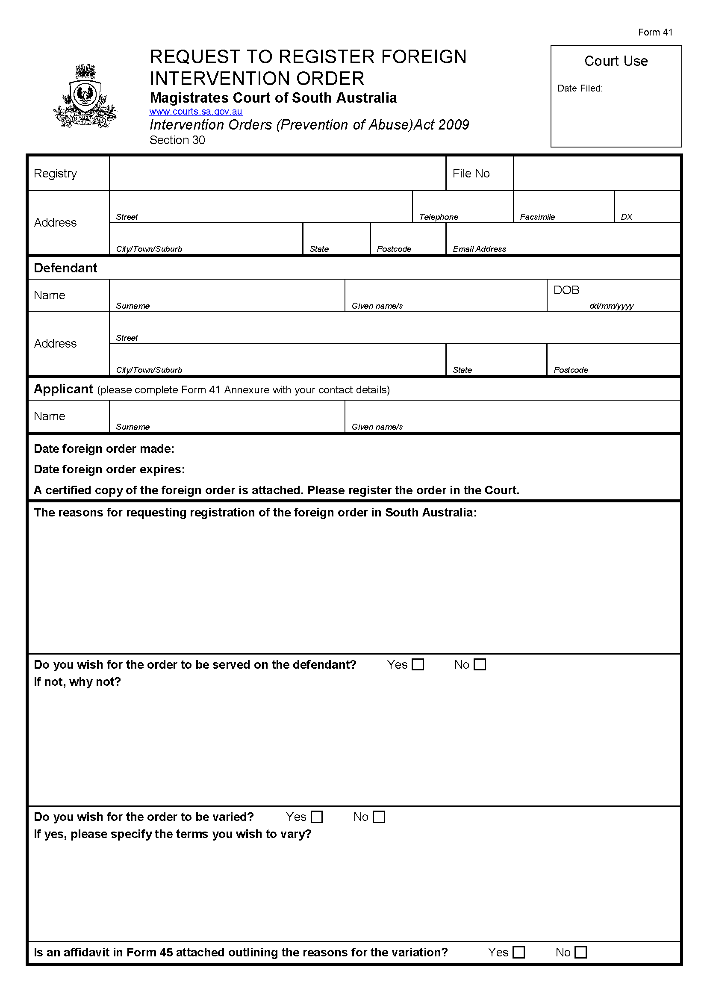 Form 41
REQUEST TO REGISTER FOREIGN
INTERVENTION ORDER
Magistrates Court of South Australia
www.courts.sa.gov.au
Intervention Orders (Prevention of Abuse)Act 2009
Section 30
Court Use
Date Filed:
SOUTH AUSTRALIA
Registry
File No
Address
Street
Telephone
Facsimile
DX
City/Town/Suburb
State
Postcode
Email Address
Defendant
Name
Surname
Given name/s
DOB
dd/mm/yyyy
Address
Street
City/Town/Suburb
State
Postcode
Applicant (please complete Form 41 Annexure with your contact details)
Name
Surname
Given name/s
Date foreign order made:
Date foreign order expires:
A certified copy of the foreign order is attached. Please register the order in the Court.
The reasons for requesting registration of the foreign order in South Australia:
Do you wish for the order to be served on the defendant? Yes No
If not, why not?
Do you wish for the order to be varied? Yes No
If yes, please specify the terms you wish to vary?
Is an affidavit in Form 45 attached outlining the reasons for the variation? Yes No